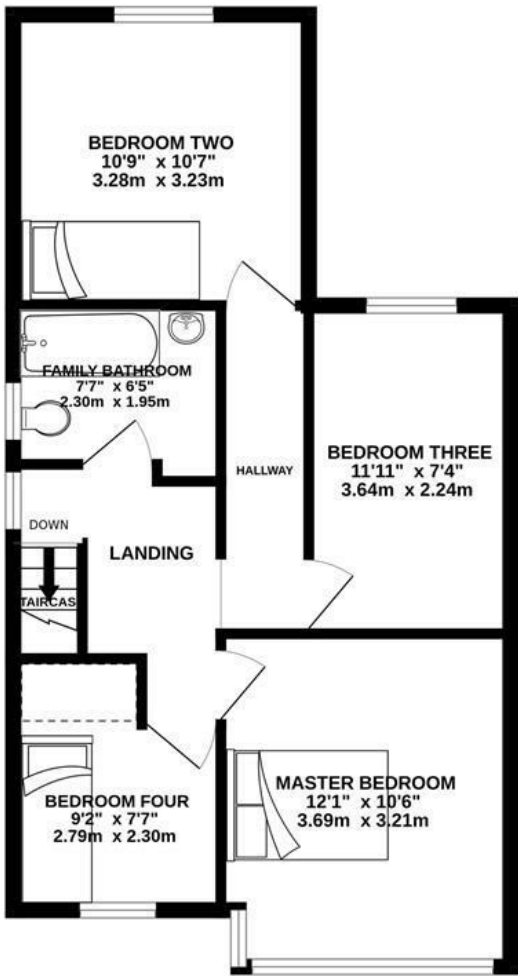 BEDROOM TWO
10'9" x 10'7"
3.28m x 3.23m
FAMILY BATHROOM
7'7" x 6'5"
2.30m x 1.95m
HALLWAY
BEDROOM THREE
11'11" x 7'4"
3.64m x 2.24m
DOWN
LANDING
TAIRCAS
MASTER BEDROOM
12'1" x 10'6"
3.69m x 3.21m
BEDROOM FOUR
9'2" x 7'7"
2.79m x 2.30m